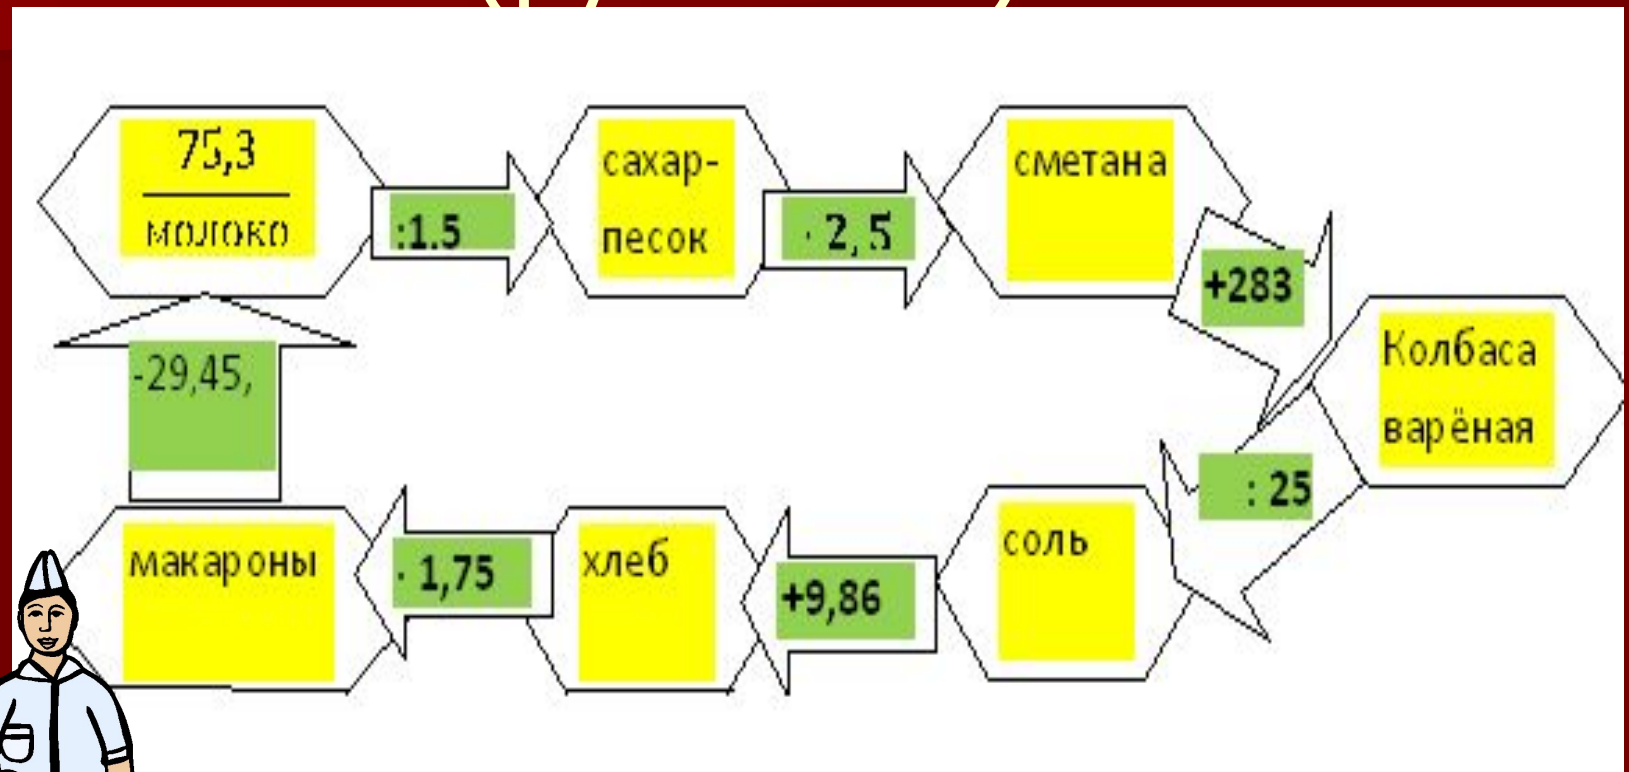 75,3
молоко
:1.5
сахар-
песок
· 2, 5
сметана
+283
Колбаса
варёная
: 25
соль
+9,86
хлеб
· 1,75
макароны
-29,45,